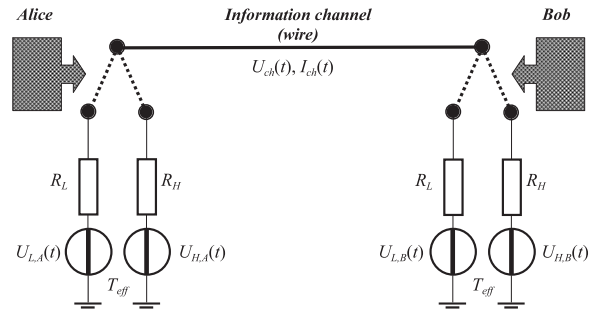 Alice
Information channel
(wire)
Bob
U_ch(t), I_ch(t)
R_L
R_H
R_L
R_H
U_L,A(t)
U_H,A(t)
U_L,B(t)
U_H,B(t)
T_eff
T_eff